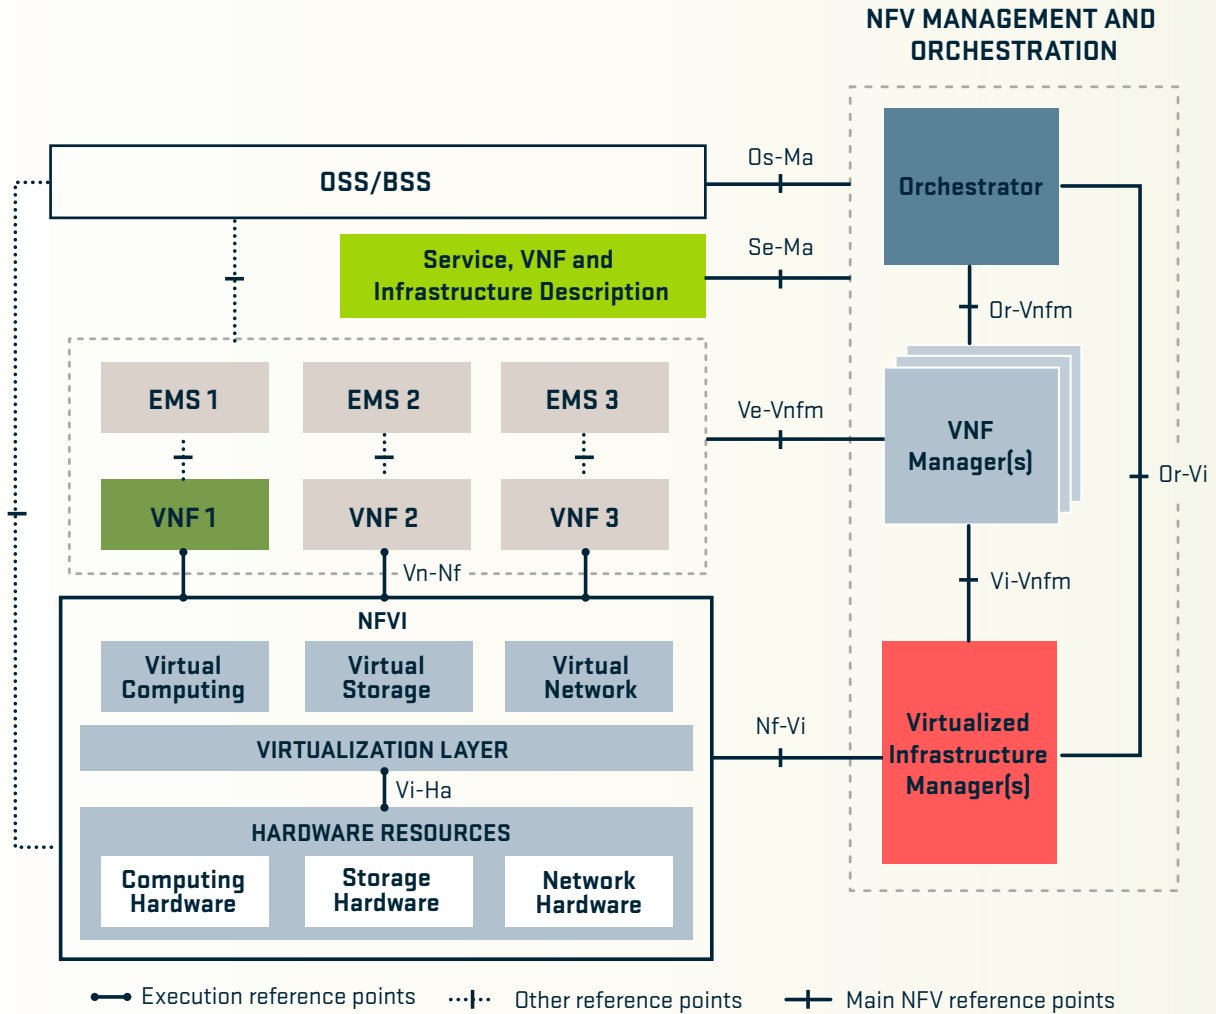 NFV MANAGEMENT AND
ORCHESTRATION
OSS/BSS
Os-Ma
Orchestrator
Service, VNF and
Infrastructure Description
Se-Ma
Or-Vnfm
EMS 1
EMS 2
EMS 3
Ve-Vnfm
VNF
Manager(s)
Or-Vi
VNF 1
VNF 2
VNF 3
Vn-Nf
Vi-Vnfm
NFVI
Virtual
Computing
Virtual
Storage
Virtual
Network
Nf-Vi
Virtualized
Infrastructure
Manager(s)
VIRTUALIZATION LAYER
Vi-Ha
HARDWARE RESOURCES
Computing
Hardware
Storage
Hardware
Network
Hardware
Execution reference points
Other reference points
Main NFV reference points